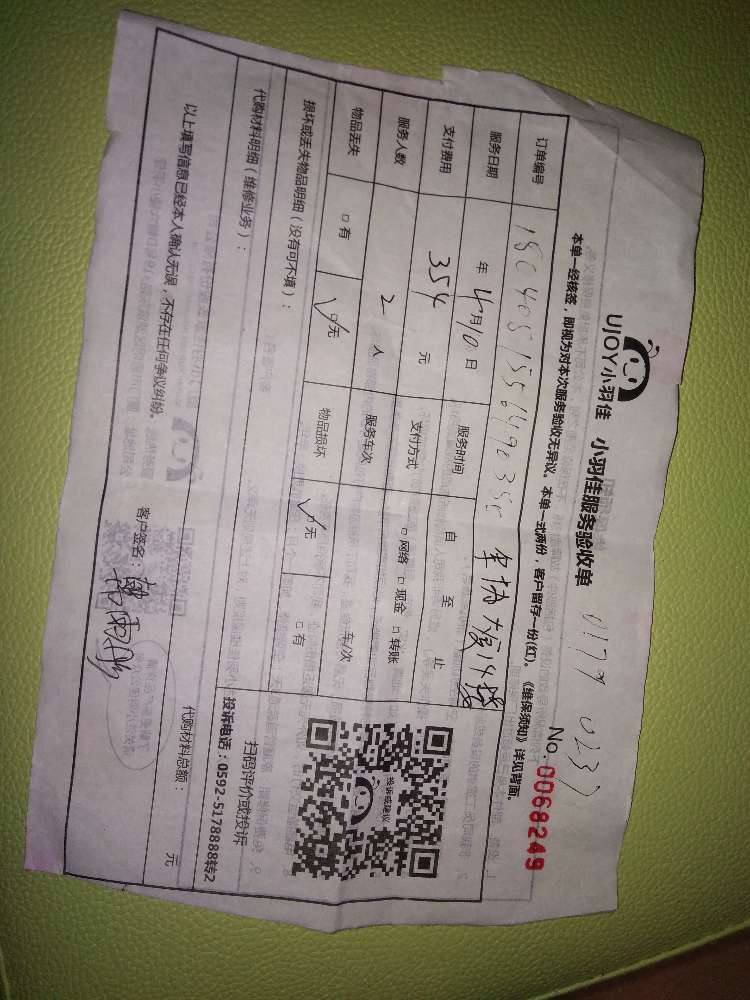 UJOY小羽佳 小羽佳服务验收单
No 0068249
本单一经核签，即视为对本次服务验收无异议。本单一式两份，客户留存一份(红)。《维保须知》详见背面。
订单编号
服务日期 年 4月10日 服务时间 自 至 止
支付费用 354 元 支付方式 □网络 □现金 □转账
服务人数 2 人 服务车次 车/次
物品丢失 □有 ☑无 物品损坏 ☑无 □有
损坏或丢失物品明细（没有可不填）：
代购材料明细（维修业务）：
代购材料总额： 元
投诉或建议
扫码评价或投诉
投诉电话：0592-5178888转2
以上填写信息已经本人确认无误，不存在任何争议纠纷。 客户签名：